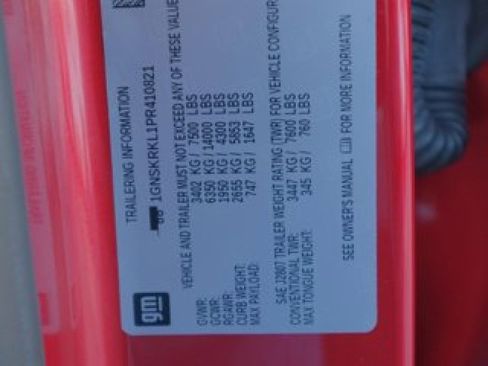 TRAILERING INFORMATION
1GNSKRKL1PR410821
VEHICLE AND TRAILER MUST NOT EXCEED ANY OF THESE VALUE
GVWR: 3402 KG / 7500 LBS
GCWR: 6350 KG / 14000 LBS
RGAWR: 1950 KG / 4300 LBS
CURB WEIGHT: 2655 KG / 5853 LBS
MAX PAYLOAD: 747 KG / 1647 LBS
SAE J2807 TRAILER WEIGHT RATING (TWR) FOR VEHICLE CONFIGUR
CONVENTIONAL TWR: 3447 KG / 7600 LBS
MAX TONGUE WEIGHT: 345 KG / 760 LBS
SEE OWNER'S MANUAL FOR MORE INFORMATION
gm